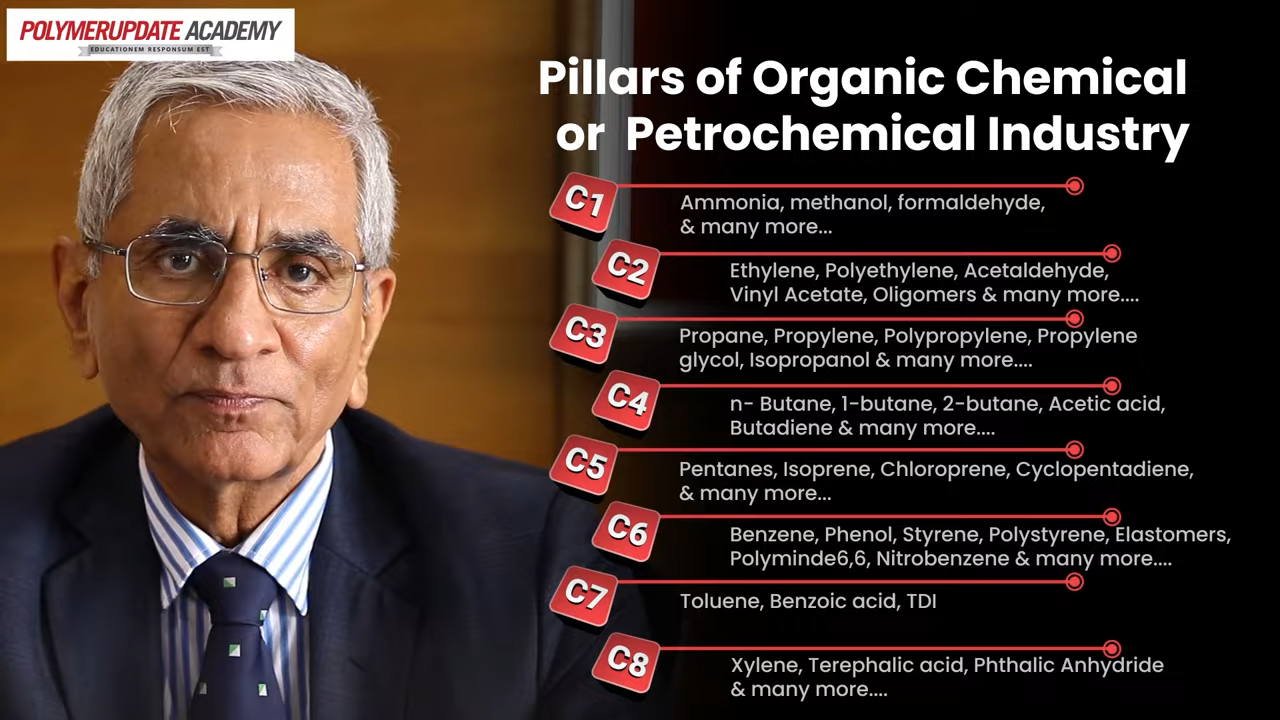 POLYMERUPDATE ACADEMY
EDUCATIONEM RESPONSUM EST
Pillars of Organic Chemical
or Petrochemical Industry
C1
Ammonia, methanol, formaldehyde,
& many more...
C2
Ethylene, Polyethylene, Acetaldehyde,
Vinyl Acetate, Oligomers & many more....
C3
Propane, Propylene, Polypropylene, Propylene
glycol, Isopropanol & many more....
C4
n- Butane, 1-butane, 2-butane, Acetic acid,
Butadiene & many more....
C5
Pentanes, Isoprene, Chloroprene, Cyclopentadiene,
& many more...
C6
Benzene, Phenol, Styrene, Polystyrene, Elastomers,
Polyminde6,6, Nitrobenzene & many more....
C7
Toluene, Benzoic acid, TDI
C8
Xylene, Terephalic acid, Phthalic Anhydride
& many more....